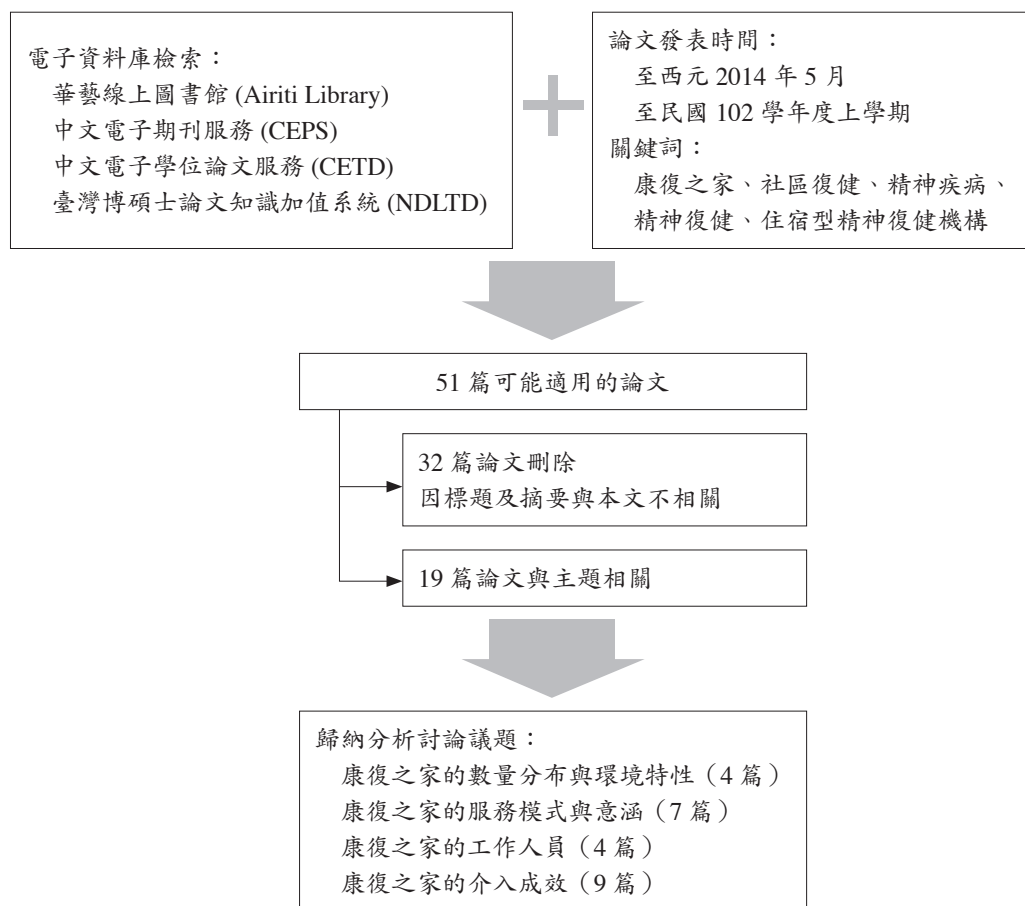 電子資料庫檢索：
華藝線上圖書館 (Airiti Library)
中文電子期刊服務 (CEPS)
中文電子學位論文服務 (CETD)
臺灣博碩士論文知識加值系統 (NDLTD)
論文發表時間：
至西元 2014 年 5 月
至民國 102 學年度上學期
關鍵詞：
康復之家、社區復健、精神疾病、
精神復健、住宿型精神復健機構
51 篇可能適用的論文
32 篇論文刪除
因標題及摘要與本文不相關
19 篇論文與主題相關
歸納分析討論議題：
康復之家的數量分布與環境特性（4 篇）
康復之家的服務模式與意涵（7 篇）
康復之家的工作人員（4 篇）
康復之家的介入成效（9 篇）